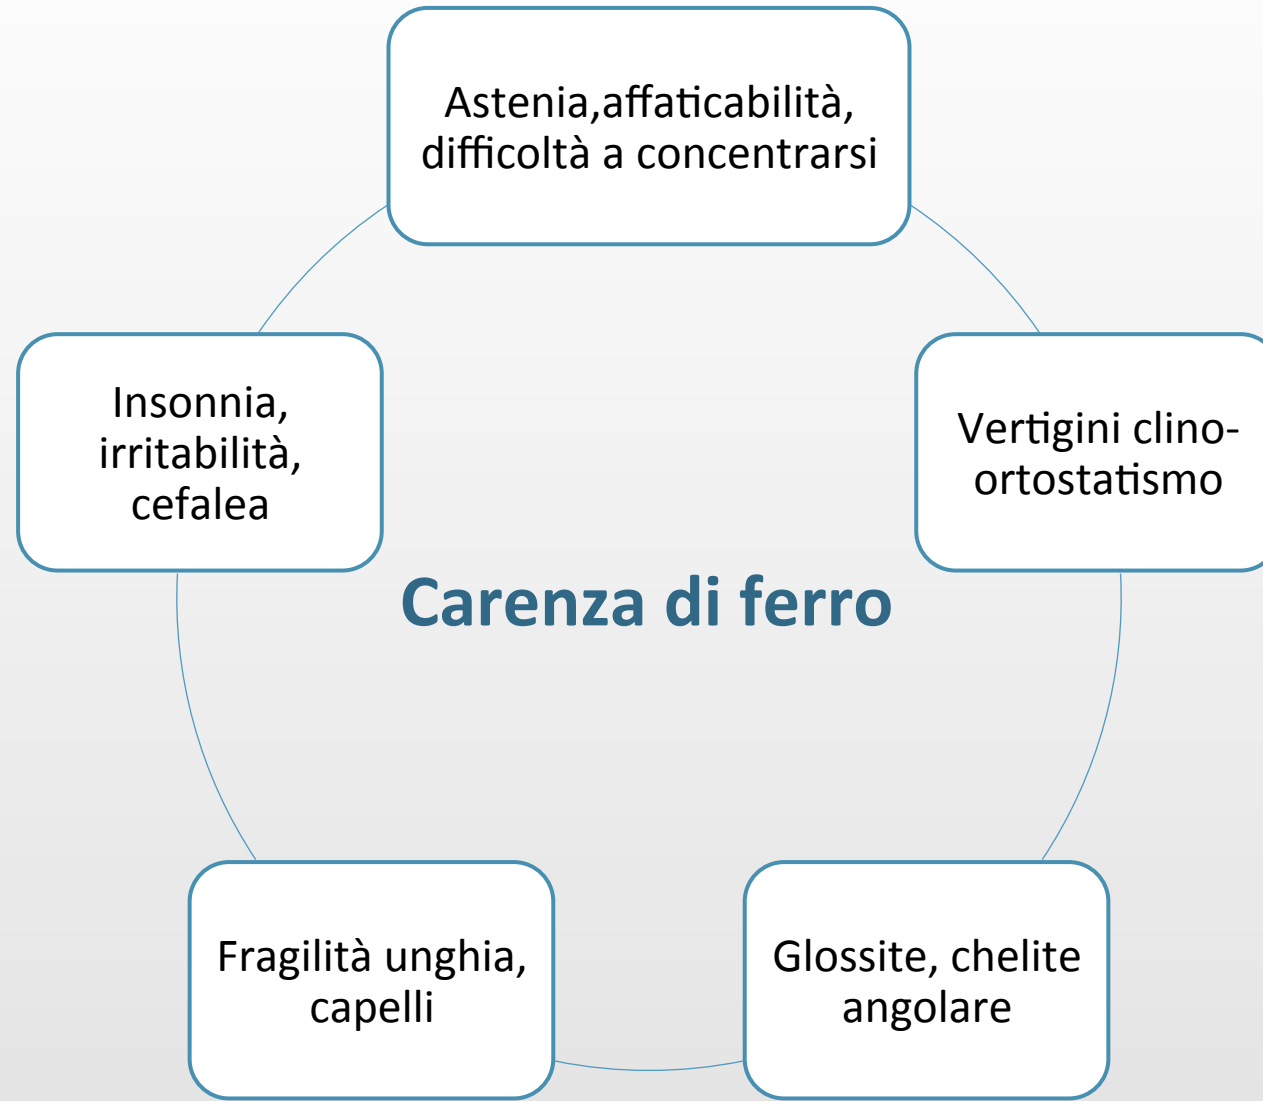 Astenia,affaticabilità,
difficoltà a concentrarsi
Insonnia,
irritabilità,
cefalea
Vertigini clino-
ortostatismo
Carenza di ferro
Fragilità unghia,
capelli
Glossite, chelite
angolare